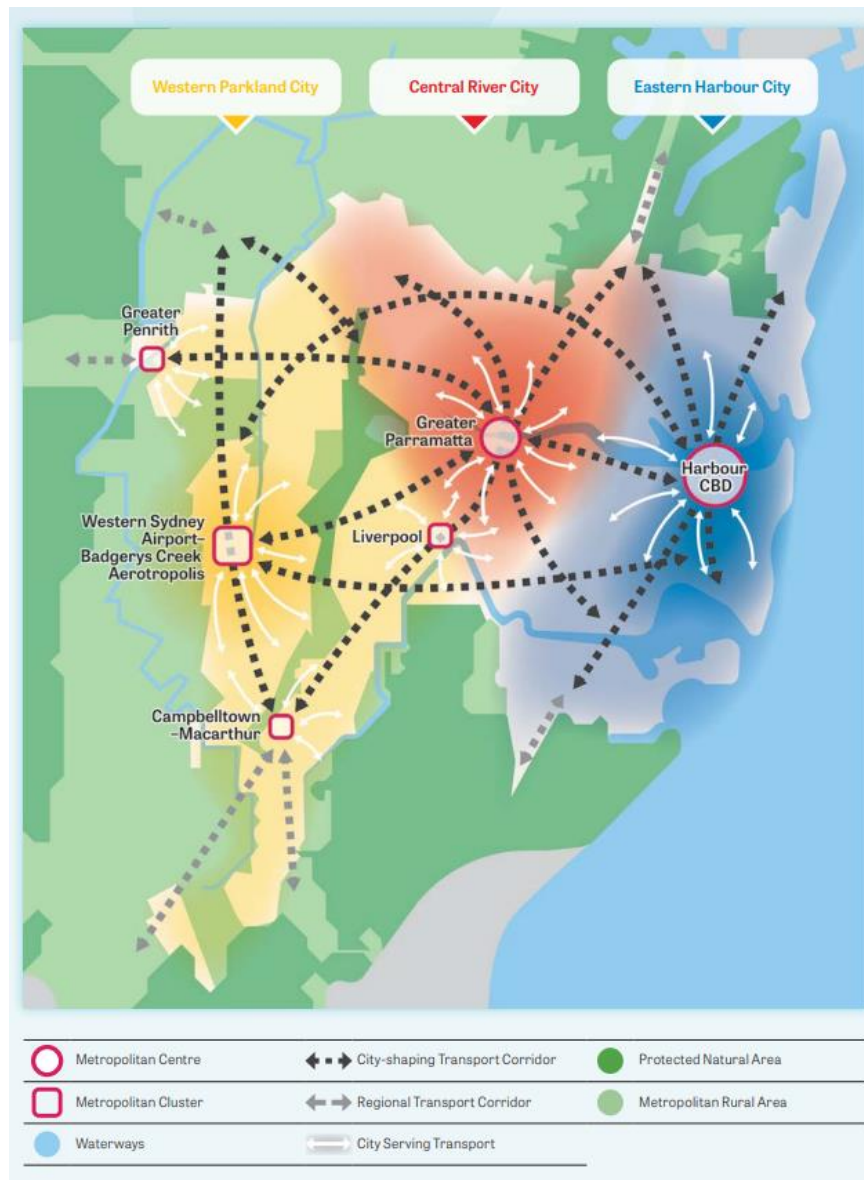 Western Parkland City
Central River City
Eastern Harbour City
Greater
Penrith
Greater
Parramatta
Harbour
CBD
Western Sydney
Airport–
Badgerys Creek
Aerotropolis
Liverpool
Campbelltown
–Macarthur
Metropolitan Centre
City-shaping Transport Corridor
Protected Natural Area
Metropolitan Cluster
Regional Transport Corridor
Metropolitan Rural Area
Waterways
City Serving Transport